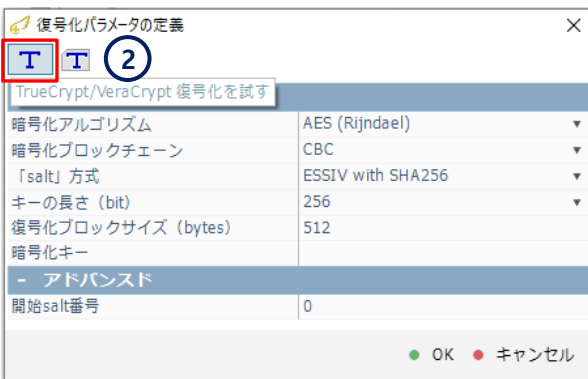 復号化パラメータの定義
T T 2
TrueCrypt/VeraCrypt 復号化を試す
暗号化アルゴリズム AES (Rijndael)
暗号化ブロックチェーン CBC
「salt」方式 ESSIV with SHA256
キーの長さ (bit) 256
復号化ブロックサイズ (bytes) 512
暗号化キー
- アドバンスド
開始salt番号 0
OK キャンセル